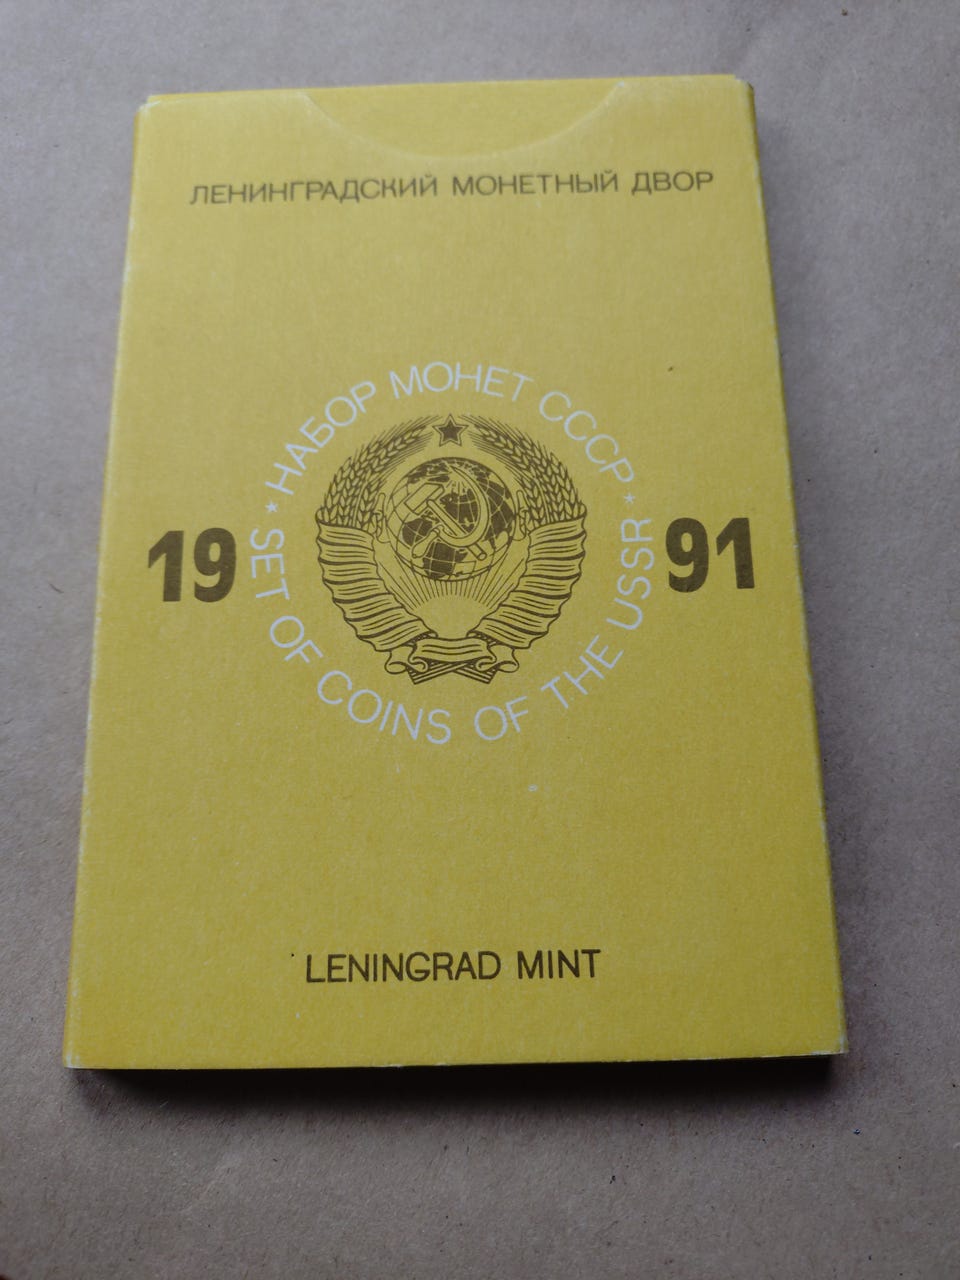 ЛЕНИНГРАДСКИЙ МОНЕТНЫЙ ДВОР
* НАБОР МОНЕТ СССР *
19 91
SET OF COINS OF THE USSR
LENINGRAD MINT